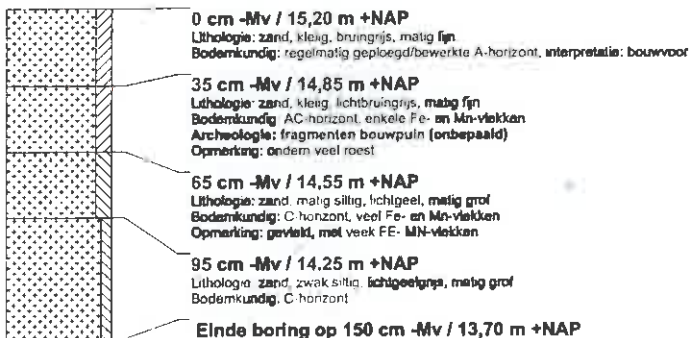 0 cm -Mv / 15,20 m +NAP
Lithologie: zand, kleiig, bruingrijs, matig fijn
Bodemkundig: regelmatig geploegd/bewerkte A-horizont, interpretatie: bouwvoor
35 cm -Mv / 14,85 m +NAP
Lithologie: zand, kleiig, lichtbruingrijs, matig fijn
Bodemkundig: AC-horizont, enkele Fe- en Mn-vlekken
Archeologie: fragmenten bouwpuin (onbepaald)
Opmerking: onderin veel roest
65 cm -Mv / 14,55 m +NAP
Lithologie: zand, matig siltig, lichtgeel, matig grof
Bodemkundig: C-horizont, veel Fe- en Mn-vlekken
Opmerking: gevlekt, met veek FE- MN-vlekken
95 cm -Mv / 14,25 m +NAP
Lithologie: zand, zwak siltig, lichtgeelgrijs, matig grof
Bodemkundig: C-horizont
Einde boring op 150 cm -Mv / 13,70 m +NAP